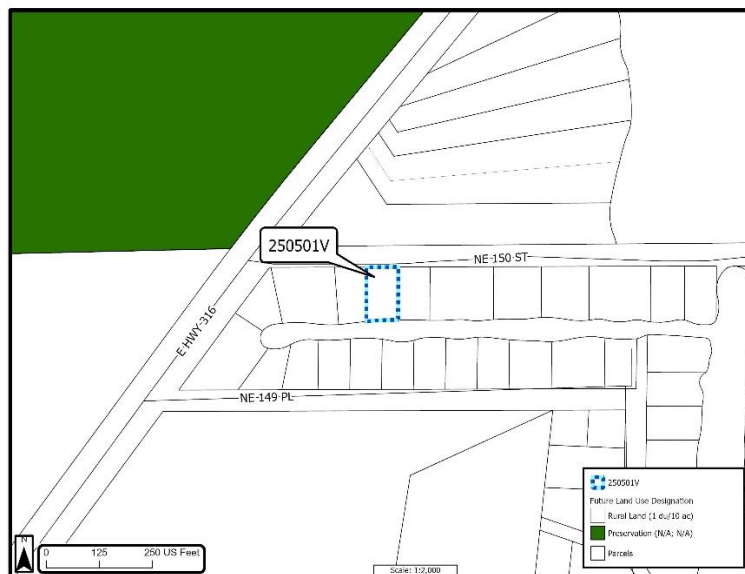 250501V
NE 150 ST
E HWY-316
NE 149 PL
250501V
Future Land Use Designation
Rural Land (1 du/10 ac)
Preservation (N/A; N/A)
Parcels
N
0 125 250 US Feet
Scale: 1:2,000